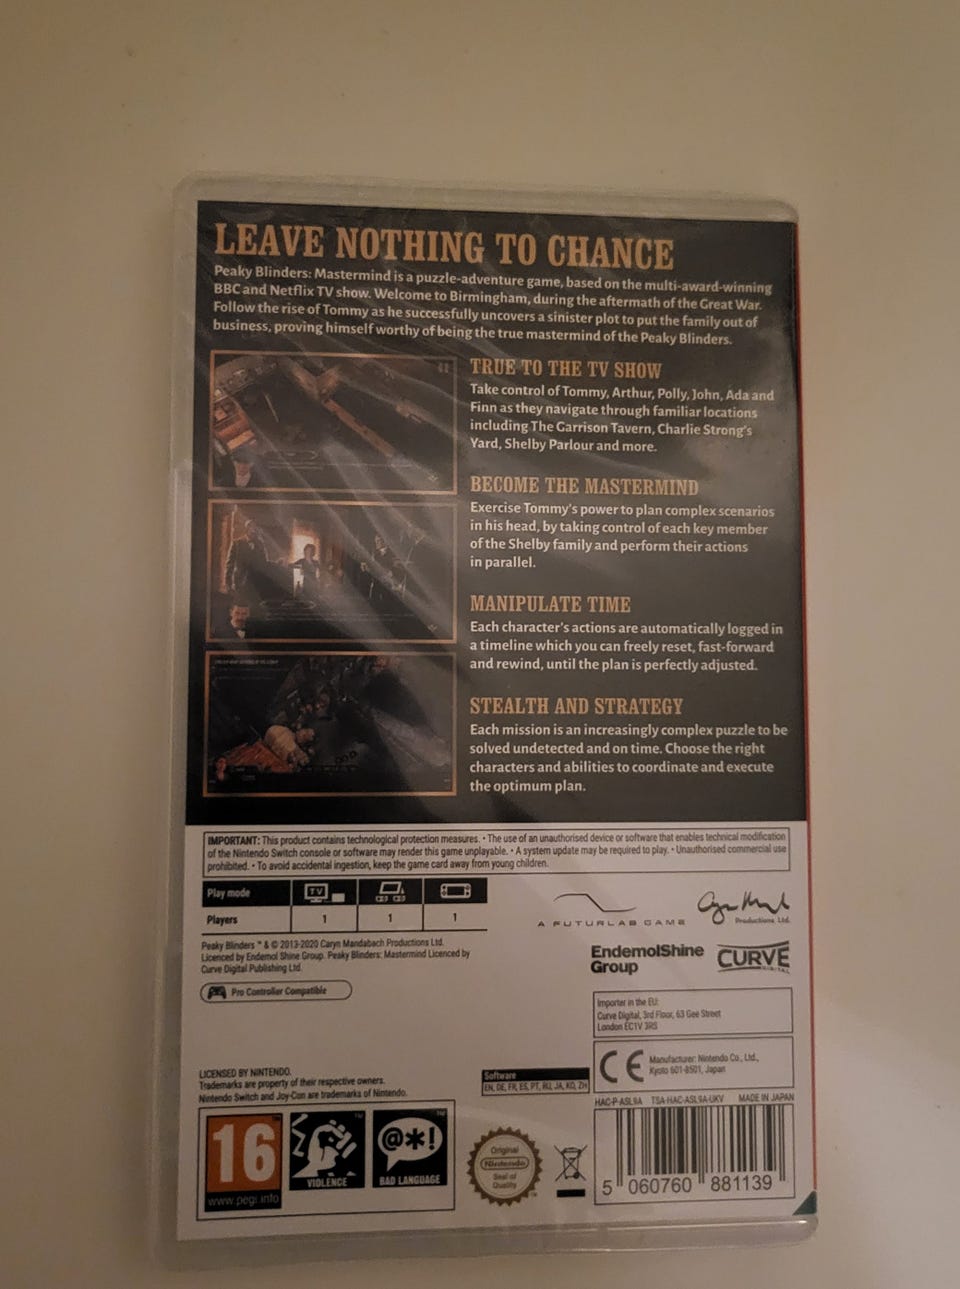 LEAVE NOTHING TO CHANCE
Peaky Blinders: Mastermind is a puzzle-adventure game, based on the multi-award-winning
BBC and Netflix TV show. Welcome to Birmingham, during the aftermath of the Great War.
Follow the rise of Tommy as he successfully uncovers a sinister plot to put the family out of
business, proving himself worthy of being the true mastermind of the Peaky Blinders.
TRUE TO THE TV SHOW
Take control of Tommy, Arthur, Polly, John, Ada and
Finn as they navigate through familiar locations
including The Garrison Tavern, Charlie Strong's
Yard, Shelby Parlour and more.
BECOME THE MASTERMIND
Exercise Tommy's power to plan complex scenarios
in his head, by taking control of each key member
of the Shelby family and perform their actions
in parallel.
MANIPULATE TIME
Each character's actions are automatically logged in
a timeline which you can freely reset, fast-forward
and rewind, until the plan is perfectly adjusted.
STEALTH AND STRATEGY
Each mission is an increasingly complex puzzle to be
solved undetected and on time. Choose the right
characters and abilities to coordinate and execute
the optimum plan.
IMPORTANT: This product contains technological protection measures. • The use of an unauthorised device or software that enables technical modification
of the Nintendo Switch console or software may render this game unplayable. • A system update may be required to play. • Unauthorised commercial use
prohibited. • To avoid accidental ingestion, keep the game card away from young children.
Play mode TV
Players 1 1 1
A FUTURLAB GAME
Productions Ltd.
Peaky Blinders ™ & © 2013-2020 Caryn Mandabach Productions Ltd.
Licenced by Endemol Shine Group. Peaky Blinders: Mastermind Licenced by
Curve Digital Publishing Ltd.
EndemolShine
Group
CURVE
DIGITAL
Pro Controller Compatible
Importer in the EU:
Curve Digital, 3rd Floor, 63 Gee Street
London EC1V 3RS
CE
Manufacturer: Nintendo Co., Ltd.,
Kyoto 601-8501, Japan
LICENSED BY NINTENDO.
Trademarks are property of their respective owners.
Nintendo Switch and Joy-Con are trademarks of Nintendo.
Software
EN, DE, FR, ES, PT, RU, JA, KO, ZH
HAC-P-ASL9A TSA-HAC-ASL9A-UKV MADE IN JAPAN
16
www.pegi.info
VIOLENCE
@*!
BAD LANGUAGE
Original
Nintendo
Seal of
Quality
5 060760 881139